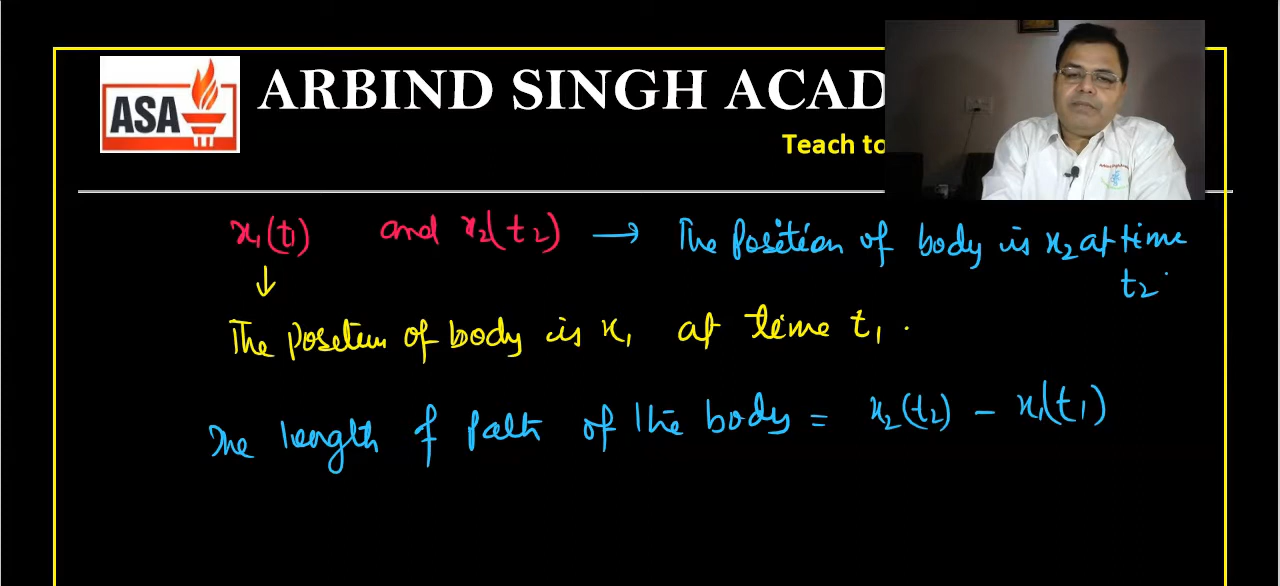 ASA
ARBIND SINGH ACAD
Teach to
x₁(t₁) and x₂(t₂) → The Position of body is x₂ at time
t₂.
↓
The position of body is x₁ at time t₁.
The length of Path of the body = x₂(t₂) - x₁(t₁)